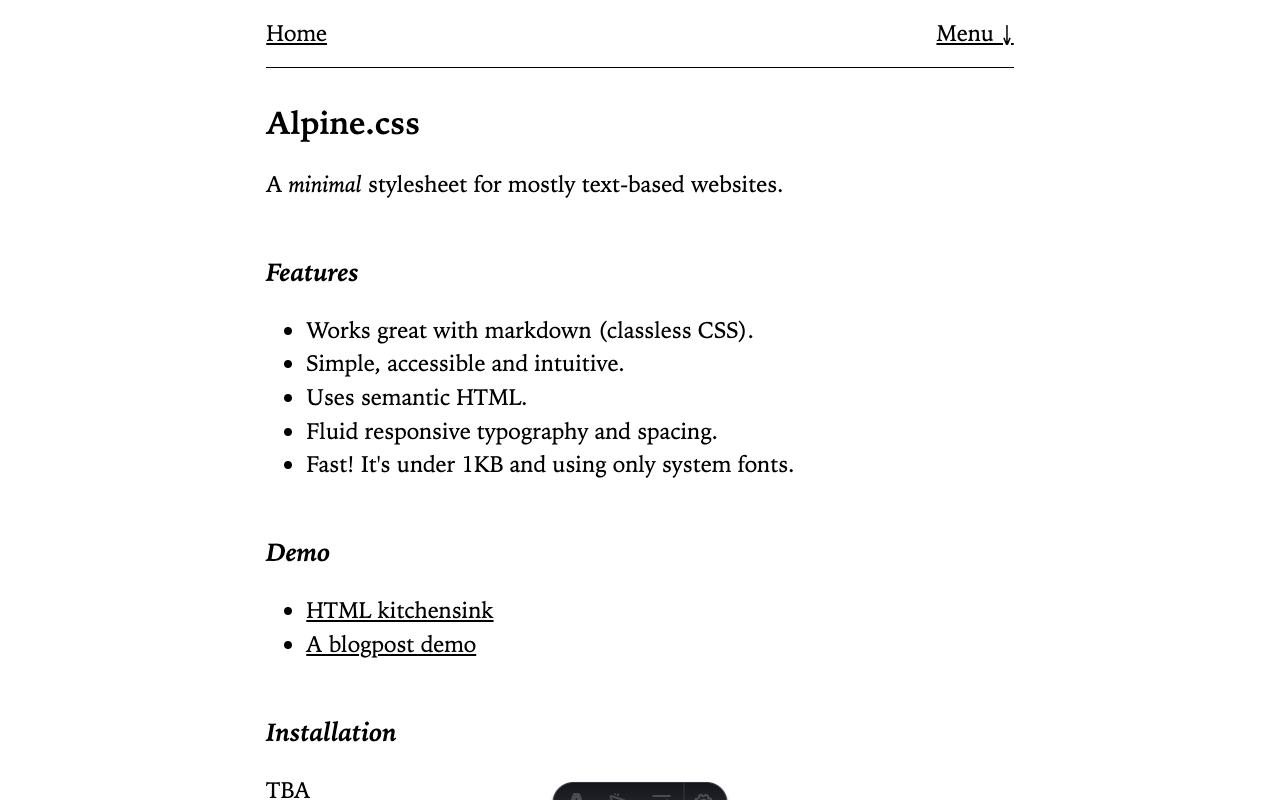 Home
Menu ↓
Alpine.css
A minimal stylesheet for mostly text-based websites.
Features
Works great with markdown (classless CSS).
Simple, accessible and intuitive.
Uses semantic HTML.
Fluid responsive typography and spacing.
Fast! It's under 1KB and using only system fonts.
Demo
HTML kitchensink
A blogpost demo
Installation
TBA